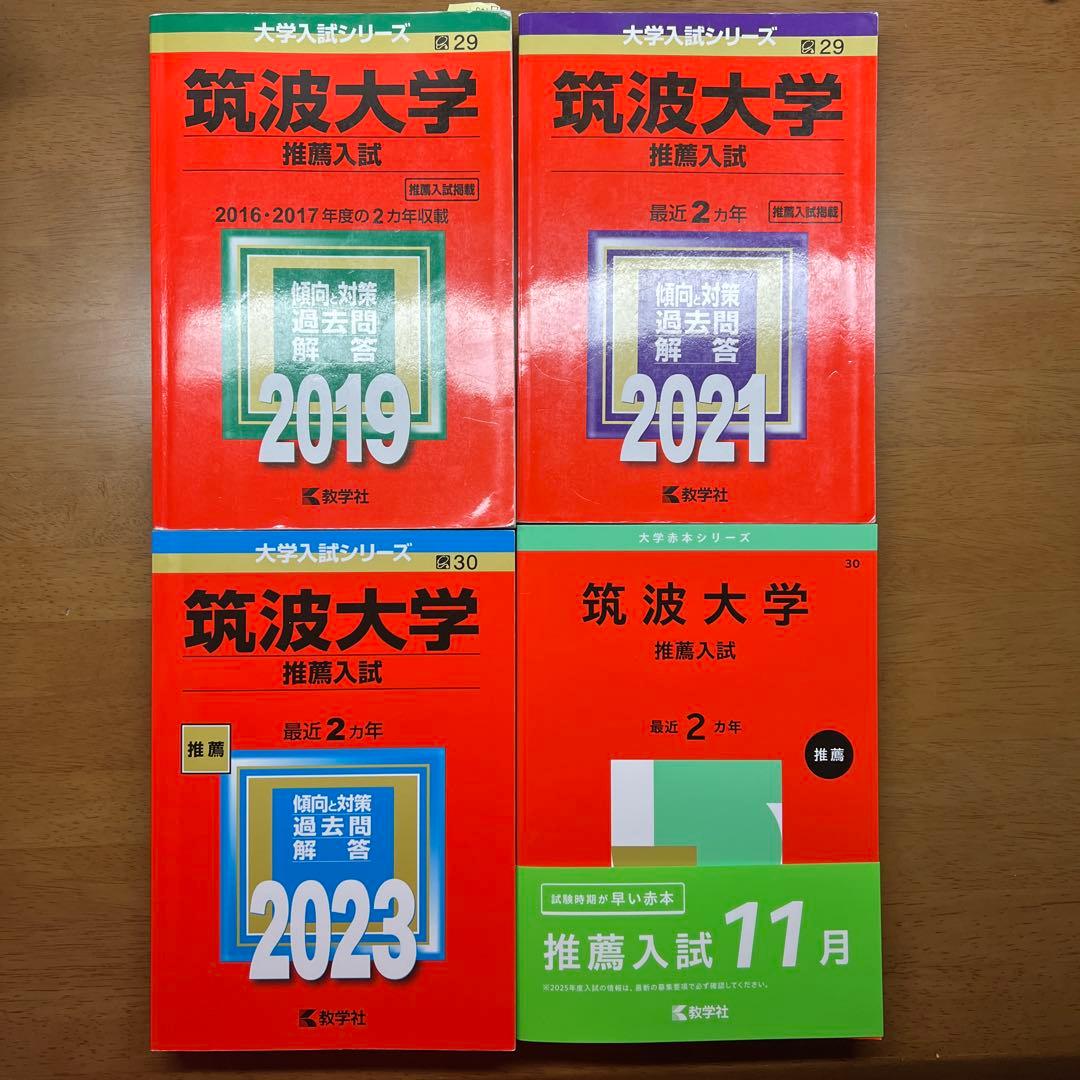 大学入試シリーズ
29
筑波大学
推薦入試
推薦入試掲載
2016・2017年度の2カ年収載
傾向と対策
過去問
解答
2019
教学社
大学入試シリーズ
29
筑波大学
推薦入試
最近2カ年
推薦入試掲載
傾向と対策
過去問
解答
2021
教学社
大学入試シリーズ
30
筑波大学
推薦入試
最近2カ年
推薦
傾向と対策
過去問
解答
2023
教学社
大学赤本シリーズ
30
筑波大学
推薦入試
最近2カ年
推薦
試験時期が早い赤本
推薦入試11月
※2025年度入試の情報は、最新の募集要項で必ず確認してください。
教学社